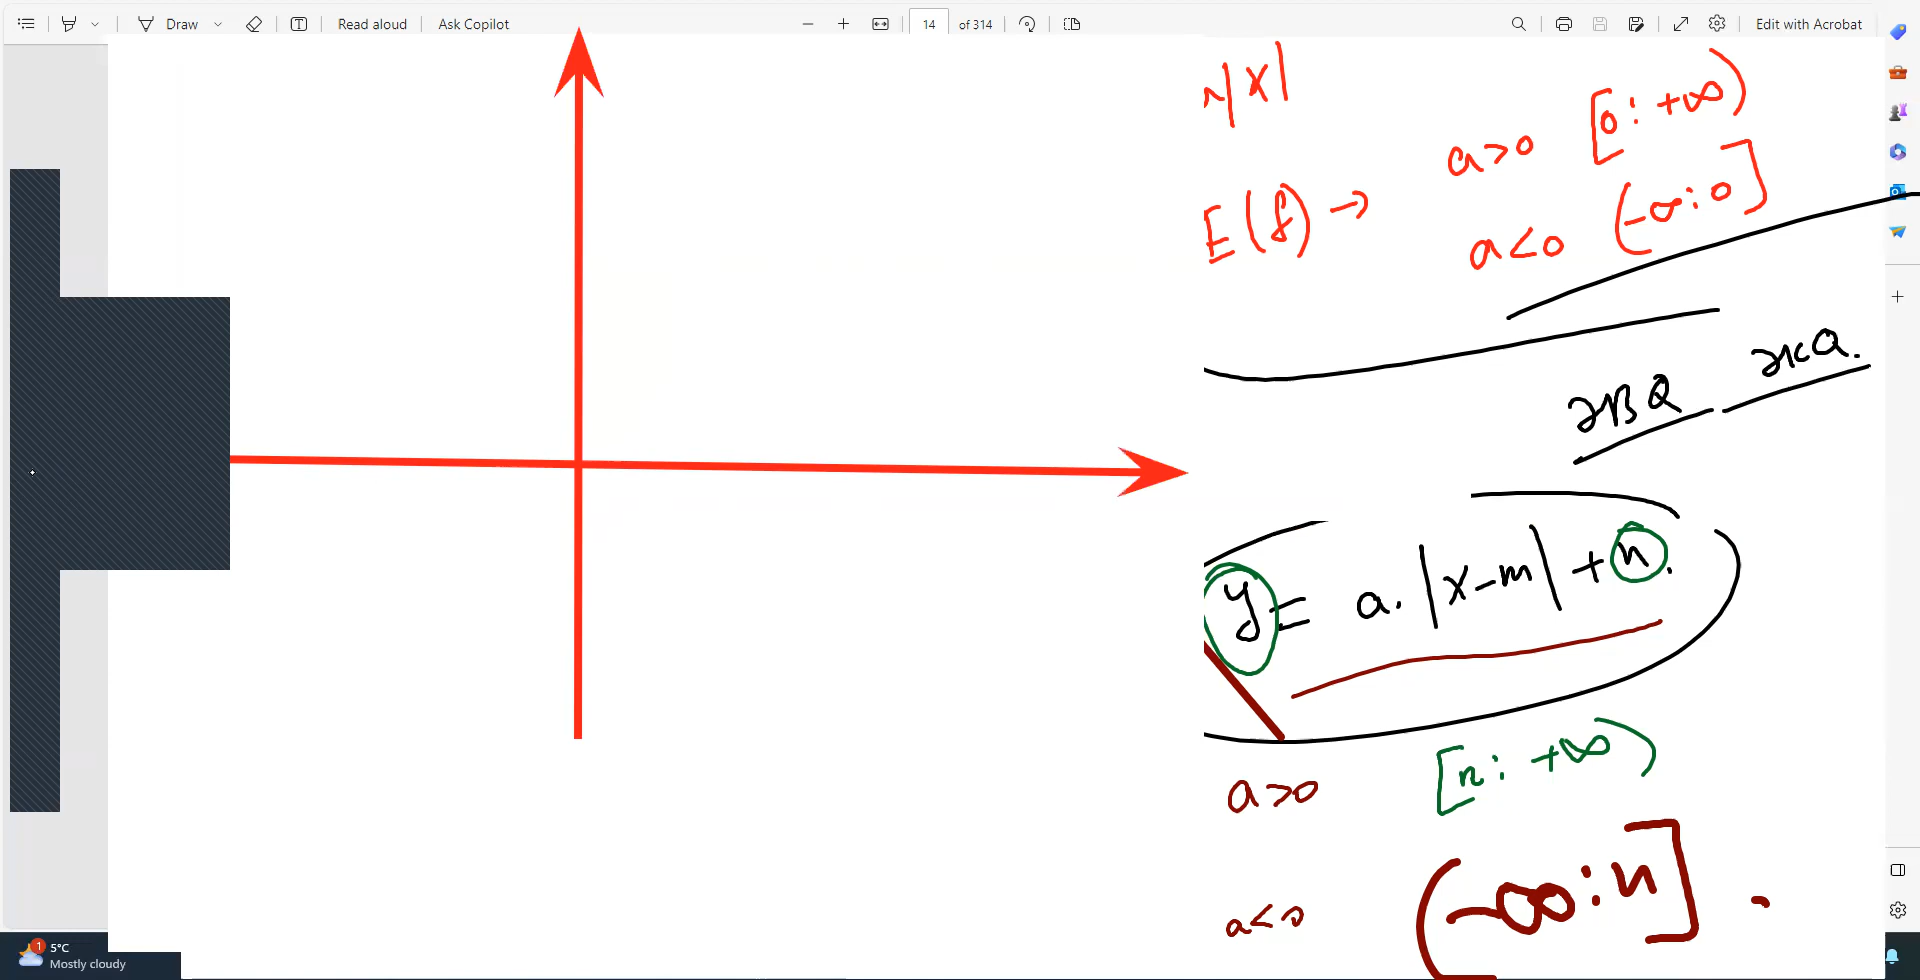 Draw
Read aloud
Ask Copilot
14 of 314
Edit with Acrobat
|x|
a>0 [0: +∞)
E(f) →
a<0 (-∞:0]
y = a.|x-m|+n.
a>0 [n: +∞)
a<0 (-∞:n] .
1
5°C
Mostly cloudy